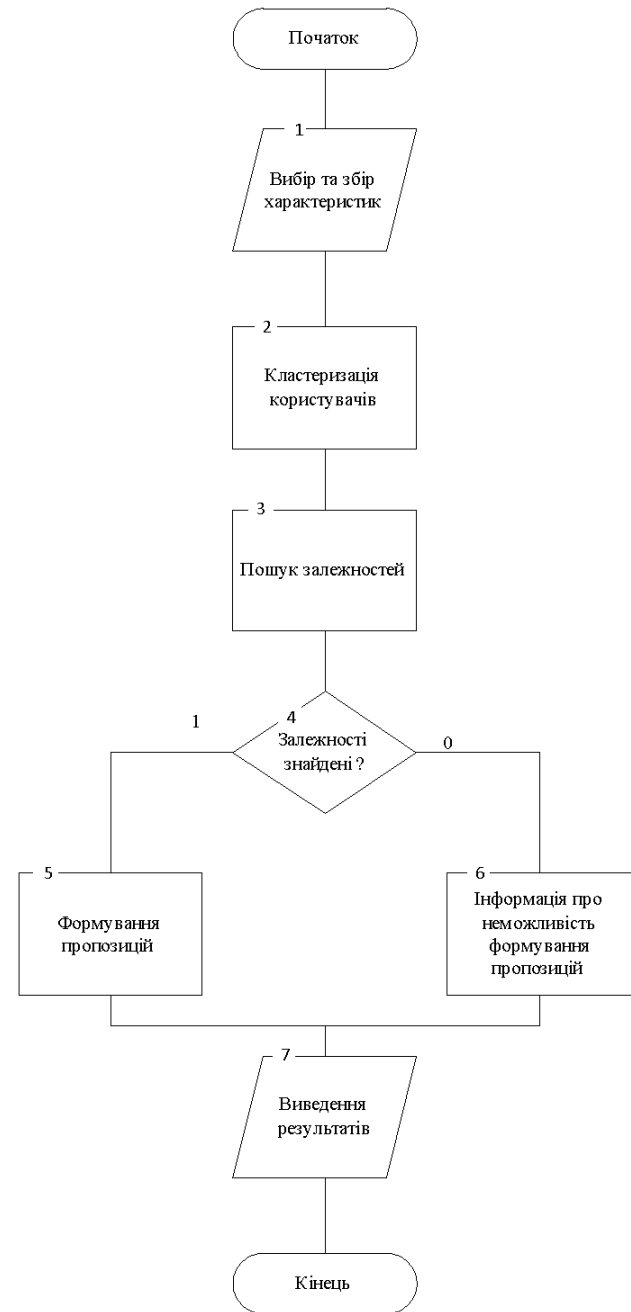 Початок
1
Вибір та збір
характеристик
2
Кластеризація
користувачів
3
Пошук залежностей
4
Залежності
знайдені ?
1
0
5
Формування
пропозицій
6
Інформація про
неможливість
формування
пропозицій
7
Виведення
результатів
Кінець